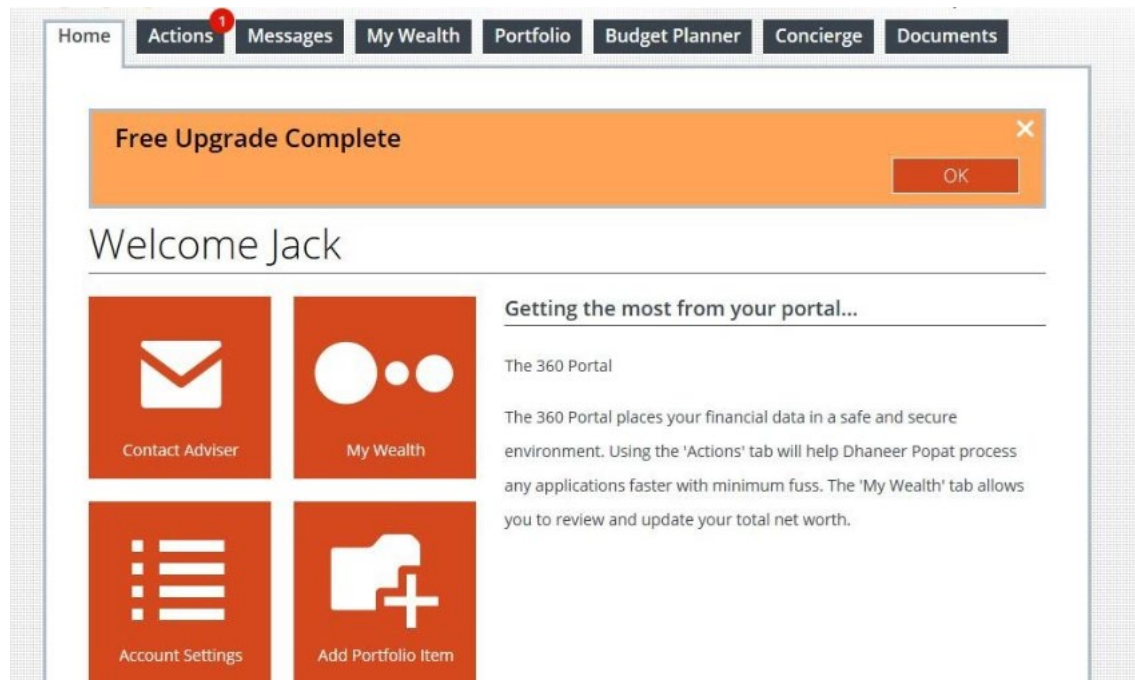 Home Actions 1 Messages My Wealth Portfolio Budget Planner Concierge Documents
Free Upgrade Complete
OK
Welcome Jack
Contact Adviser
My Wealth
Account Settings
Add Portfolio Item
Getting the most from your portal...
The 360 Portal
The 360 Portal places your financial data in a safe and secure
environment. Using the 'Actions' tab will help Dhaneer Popat process
any applications faster with minimum fuss. The 'My Wealth' tab allows
you to review and update your total net worth.